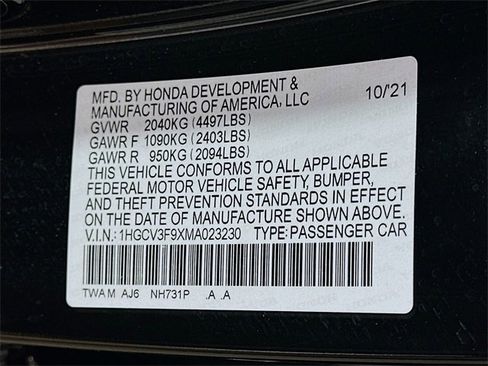 MFD. BY HONDA DEVELOPMENT &
MANUFACTURING OF AMERICA, LLC 10/'21
GVWR 2040KG (4497LBS)
GAWR F 1090KG (2403LBS)
GAWR R 950KG (2094LBS)
THIS VEHICLE CONFORMS TO ALL APPLICABLE
FEDERAL MOTOR VEHICLE SAFETY, BUMPER,
AND THEFT PREVENTION STANDARDS IN EFFECT
ON THE DATE OF MANUFACTURE SHOWN ABOVE.
V.I.N.: 1HGCV3F9XMA023230 TYPE:PASSENGER CAR
TWA M AJ6 NH731P .A .A